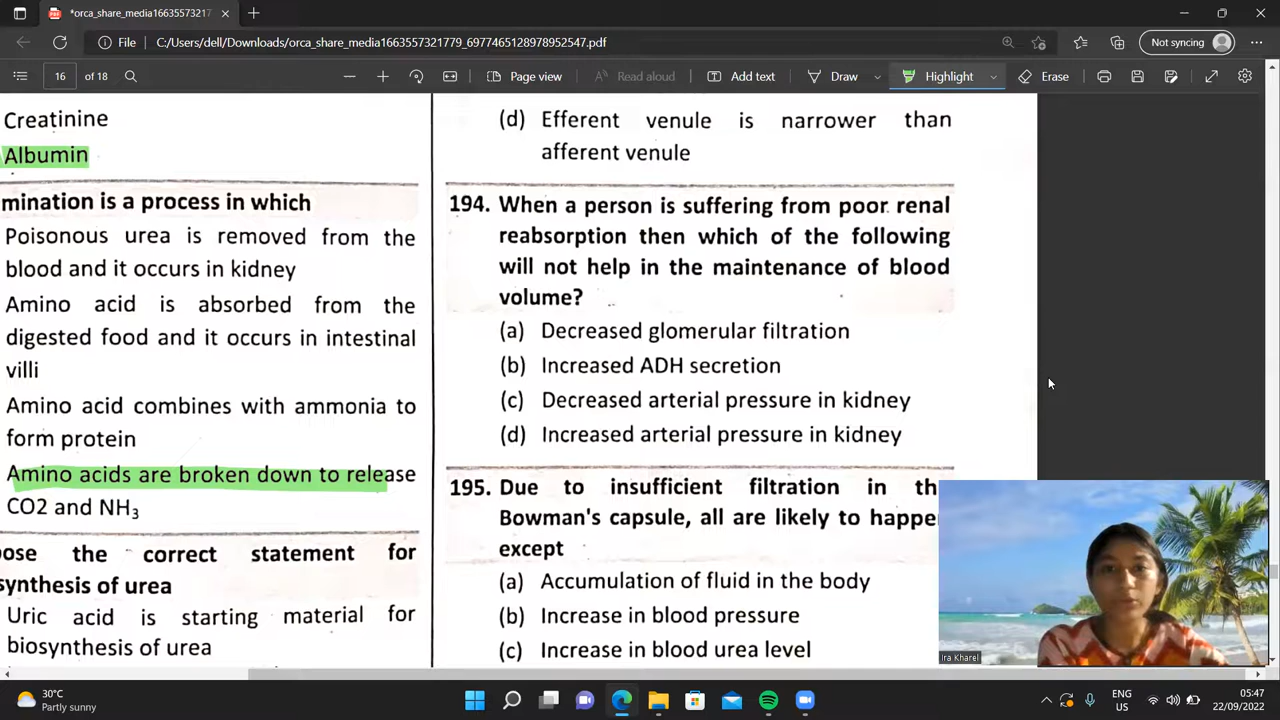 *orca_share_media16635573217
File
C:/Users/dell/Downloads/orca_share_media1663557321779_6977465128978952547.pdf
Not syncing
16
of 18
Page view
Read aloud
Add text
Draw
Highlight
Erase
Creatinine
Albumin
mination is a process in which
Poisonous urea is removed from the
blood and it occurs in kidney
Amino acid is absorbed from the
digested food and it occurs in intestinal
villi
Amino acid combines with ammonia to
form protein
Amino acids are broken down to release
CO2 and NH3
ose the correct statement for
synthesis of urea
Uric acid is starting material for
biosynthesis of urea
(d) Efferent venule is narrower than
afferent venule
194. When a person is suffering from poor renal
reabsorption then which of the following
will not help in the maintenance of blood
volume?
(a) Decreased glomerular filtration
(b) Increased ADH secretion
(c) Decreased arterial pressure in kidney
(d) Increased arterial pressure in kidney
195. Due to insufficient filtration in th
Bowman's capsule, all are likely to happe
except
(a) Accumulation of fluid in the body
(b) Increase in blood pressure
(c) Increase in blood urea level
Ira Kharel
30°C
Partly sunny
ENG
US
05:47
22/09/2022